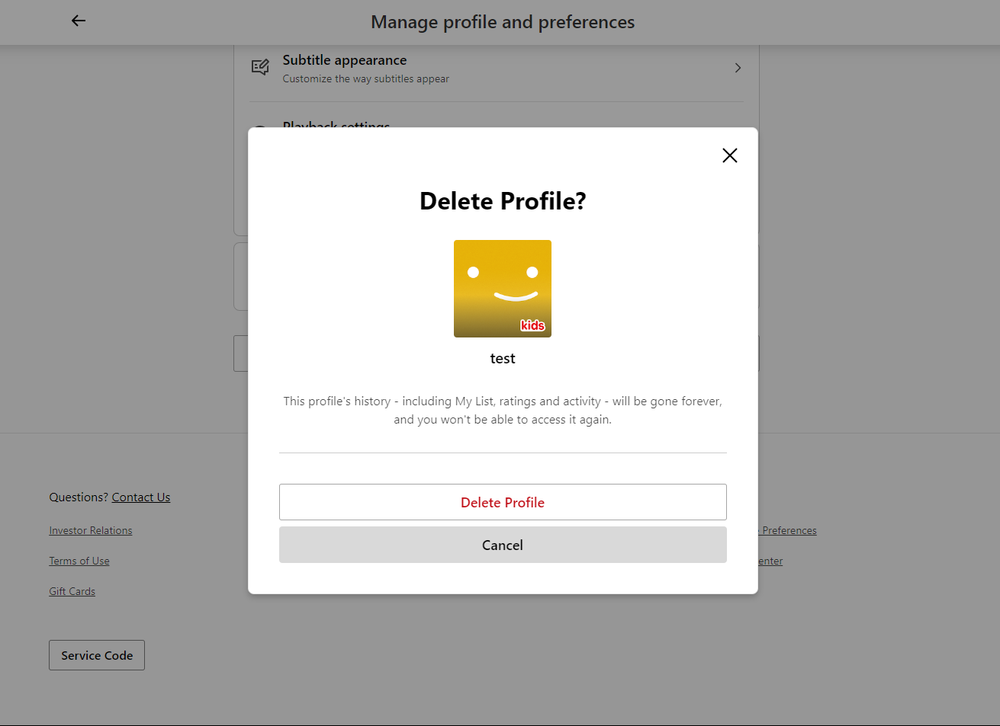 Manage profile and preferences
Subtitle appearance
Customize the way subtitles appear
Playback settings
Delete Profile?
kids
test
This profile's history - including My List, ratings and activity - will be gone forever,
and you won't be able to access it again.
Delete Profile
Cancel
Questions? Contact Us
Investor Relations
Preferences
Terms of Use
enter
Gift Cards
Service Code